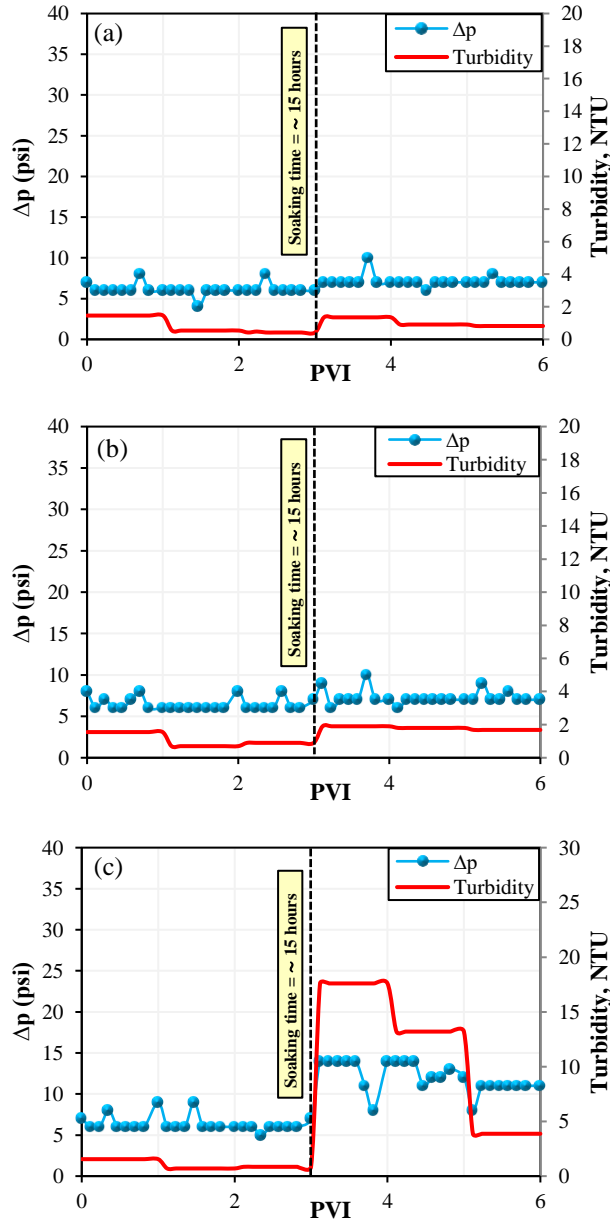 (a)
Δp
Turbidity
40
35
30
25
20
15
10
5
0
20
18
16
14
12
10
8
6
4
2
0
Δp (psi)
Turbidity, NTU
Soaking time = ~ 15 hours
0 2 4 6
PVI
(b)
Δp
Turbidity
40
35
30
25
20
15
10
5
0
20
18
16
14
12
10
8
6
4
2
0
Δp (psi)
Turbidity, NTU
Soaking time = ~ 15 hours
0 2 4 6
PVI
(c)
Δp
Turbidity
40
35
30
25
20
15
10
5
0
30
25
20
15
10
5
0
Δp (psi)
Turbidity, NTU
Soaking time = ~ 15 hours
0 2 4 6
PVI